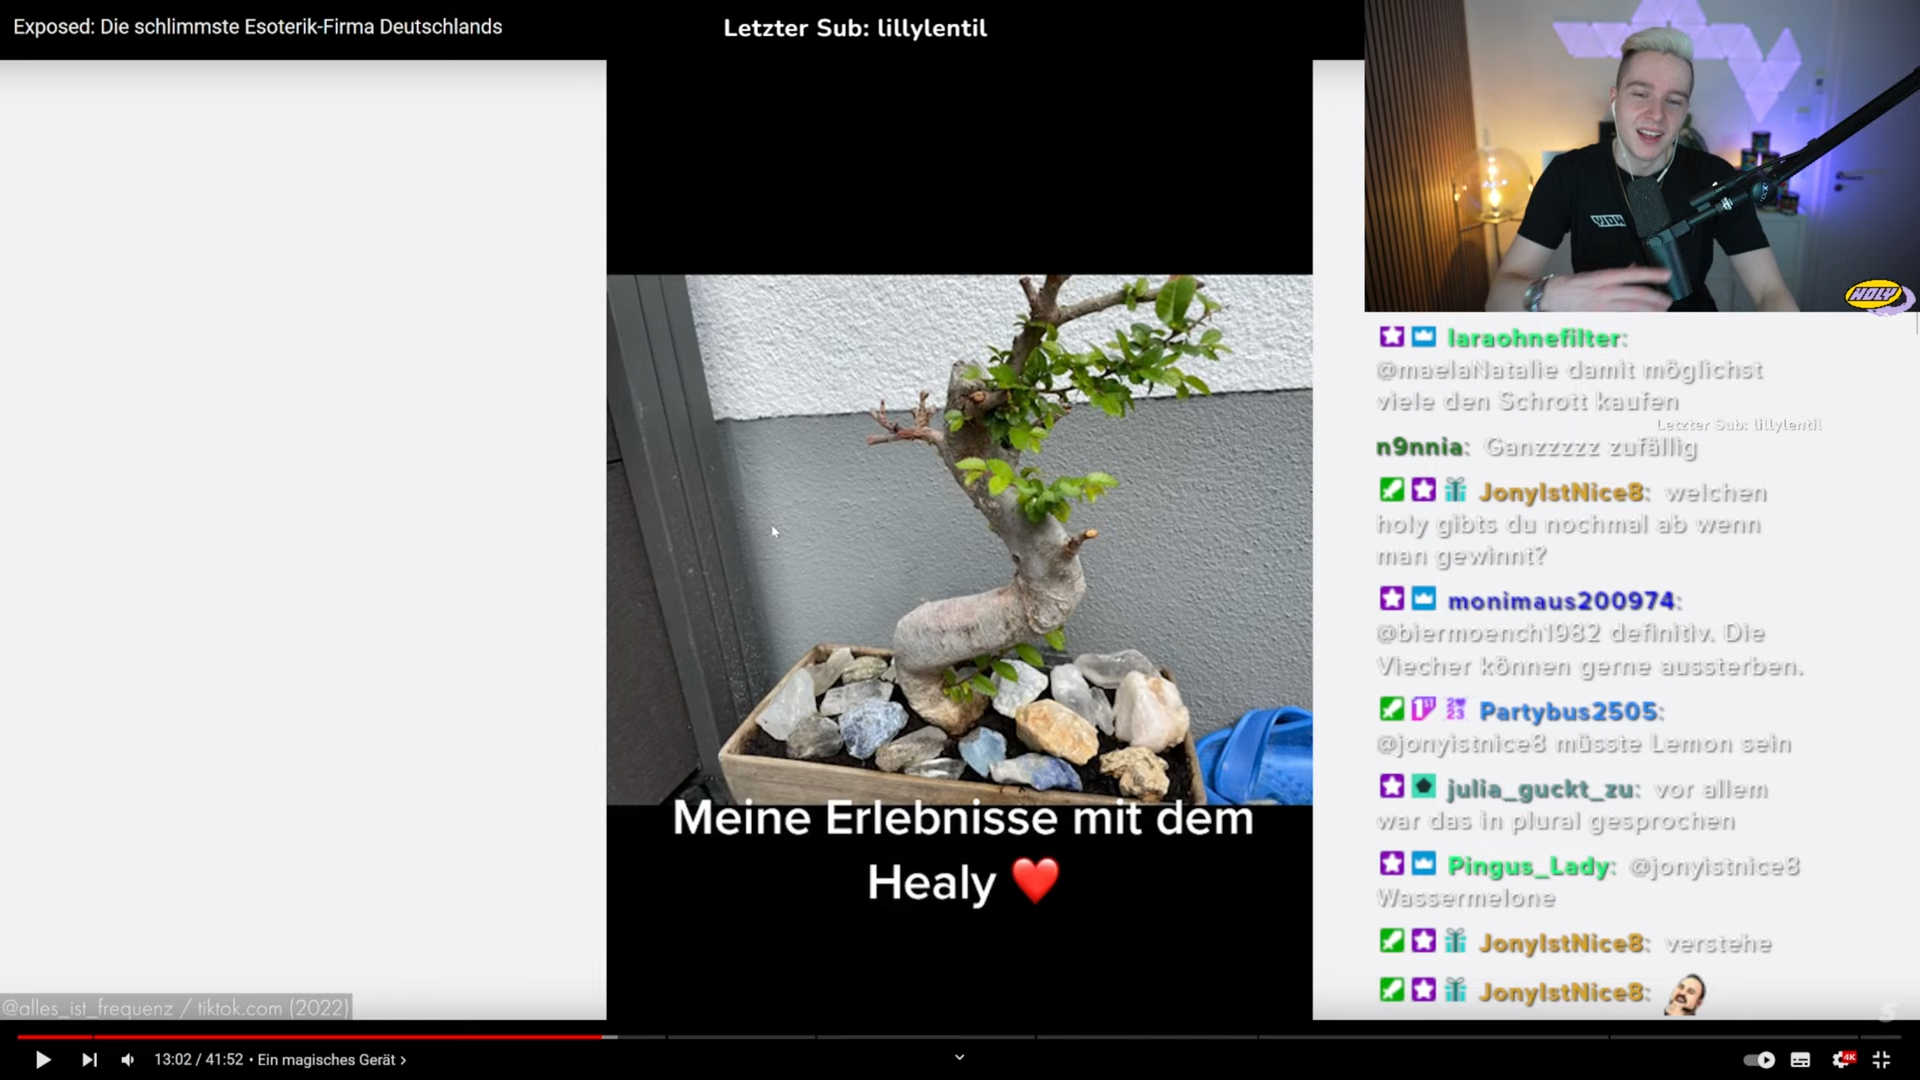 Exposed: Die schlimmste Esoterik-Firma Deutschlands
Letzter Sub: lillylentil
HOLY
HOLY
laraohnefilter:
@maelaNatalie damit möglichst
viele den Schrott kaufen
Letzter Sub: lillylentil
n9nnia: Ganzzzzz zufällig
JonyIstNice8: welchen
holy gibts du nochmal ab wenn
man gewinnt?
monimaus200974:
@biermoench1982 definitiv. Die
Viecher können gerne aussterben.
Partybus2505:
@jonyistnice8 müsste Lemon sein
julia_guckt_zu: vor allem
war das in plural gesprochen
Pingus_Lady: @jonyistnice8
Wassermelone
JonyIstNice8: verstehe
JonyIstNice8:
Meine Erlebnisse mit dem
Healy ❤️
@alles_ist_frequenz / tiktok.com (2022)
13:02 / 41:52 • Ein magisches Gerät ›
4K